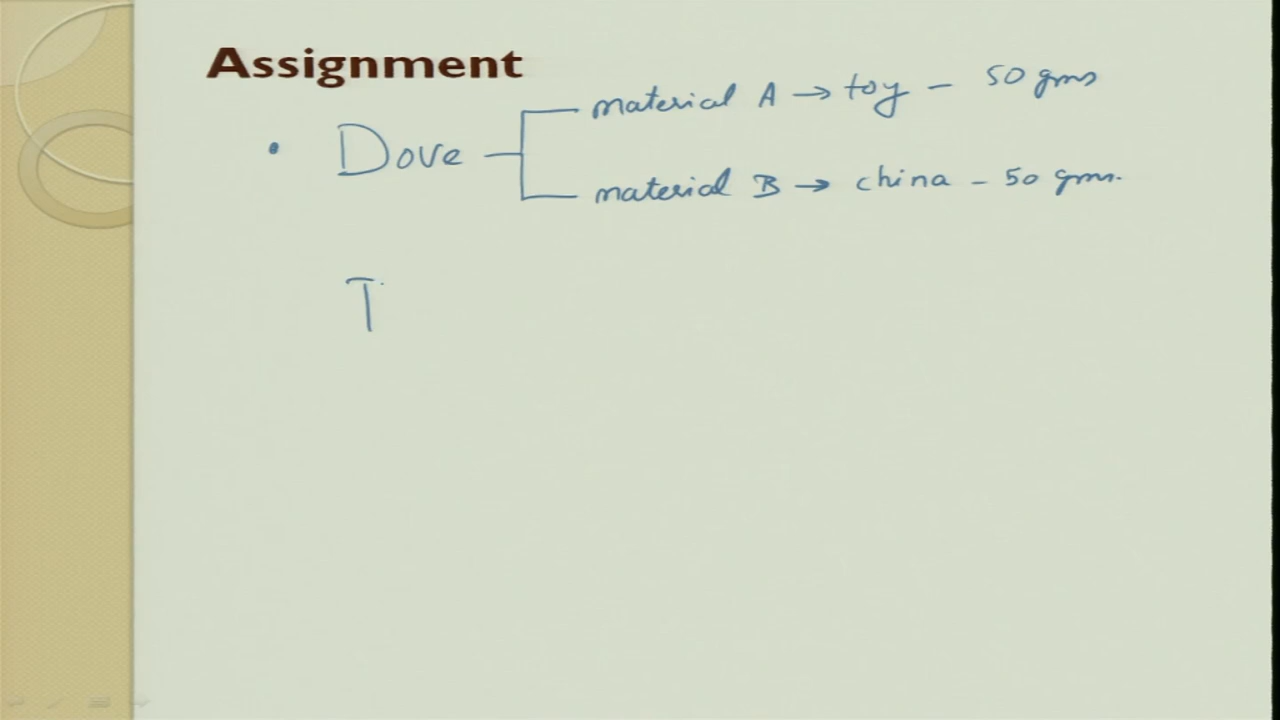 Assignment
material A → toy - 50 gms
• Dove
material B → china - 50 gms.
T